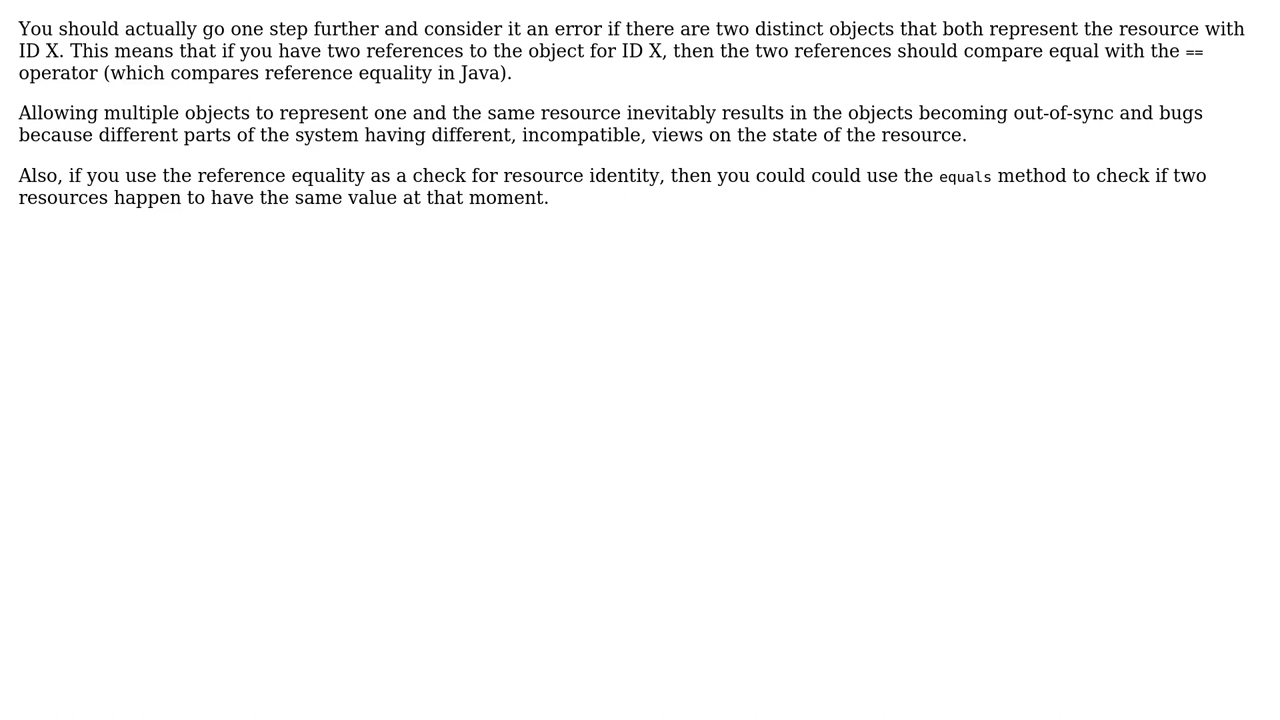 You should actually go one step further and consider it an error if there are two distinct objects that both represent the resource with
ID X. This means that if you have two references to the object for ID X, then the two references should compare equal with the ==
operator (which compares reference equality in Java).
Allowing multiple objects to represent one and the same resource inevitably results in the objects becoming out-of-sync and bugs
because different parts of the system having different, incompatible, views on the state of the resource.
Also, if you use the reference equality as a check for resource identity, then you could could use the equals method to check if two
resources happen to have the same value at that moment.